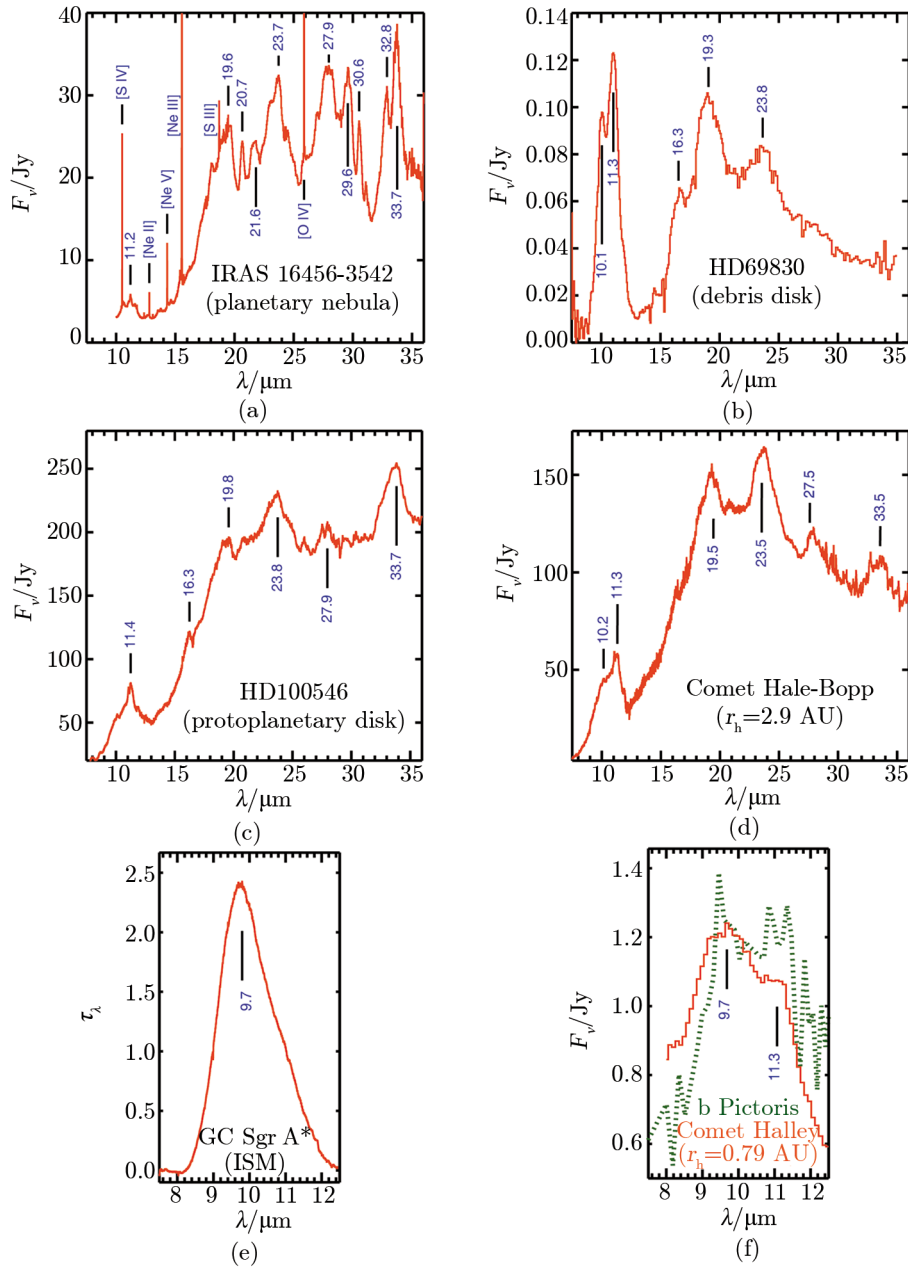 40
30
20
10
0
F_ν/Jy
[S IV]
11.2
[Ne II]
[Ne V]
[Ne III]
[S III]
19.6
20.7
21.6
23.7
[O IV]
27.9
29.6
30.6
32.8
33.7
IRAS 16456-3542
(planetary nebula)
10 15 20 25 30 35
λ/μm
(a)
0.14
0.12
0.10
0.08
0.06
0.04
0.02
0.00
F_ν/Jy
10.1
11.3
16.3
19.3
23.8
HD69830
(debris disk)
10 15 20 25 30 35
λ/μm
(b)
250
200
150
100
50
F_ν/Jy
11.4
16.3
19.8
23.8
27.9
33.7
HD100546
(protoplanetary disk)
10 15 20 25 30 35
λ/μm
(c)
150
100
50
F_ν/Jy
10.2
11.3
19.5
23.5
27.5
33.5
Comet Hale-Bopp
(r_h=2.9 AU)
10 15 20 25 30 35
λ/μm
(d)
2.5
2.0
1.5
1.0
0.5
0.0
τ_λ
9.7
GC Sgr A*
(ISM)
8 9 10 11 12
λ/μm
(e)
1.4
1.2
1.0
0.8
0.6
F_ν/Jy
9.7
11.3
b Pictoris
Comet Halley
(r_h=0.79 AU)
8 9 10 11 12
λ/μm
(f)